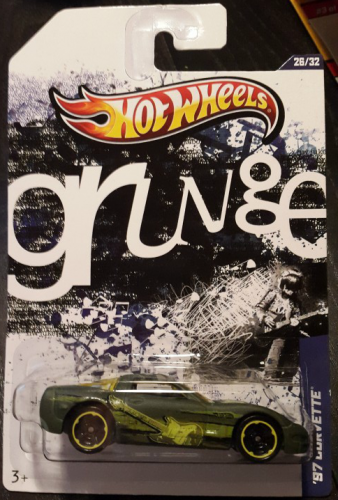 26/32
HOT WHEELS
grunge
'97 CORVETTE
3+